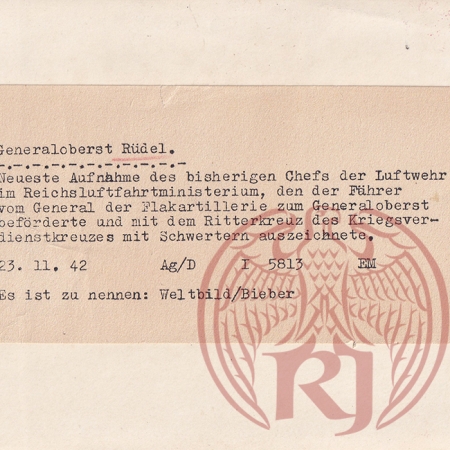 Generaloberst Rüdel.
Neueste Aufnahme des bisherigen Chefs der Luftwehr
im Reichsluftfahrtministerium, den der Führer
vom General der Flakartillerie zum Generaloberst
beförderte und mit dem Ritterkreuz des Kriegsver-
dienstkreuzes mit Schwertern auszeichnete.
23. 11. 42 Ag/D I 5813 EM
Es ist zu nennen: Weltbild/Bieber
RJ